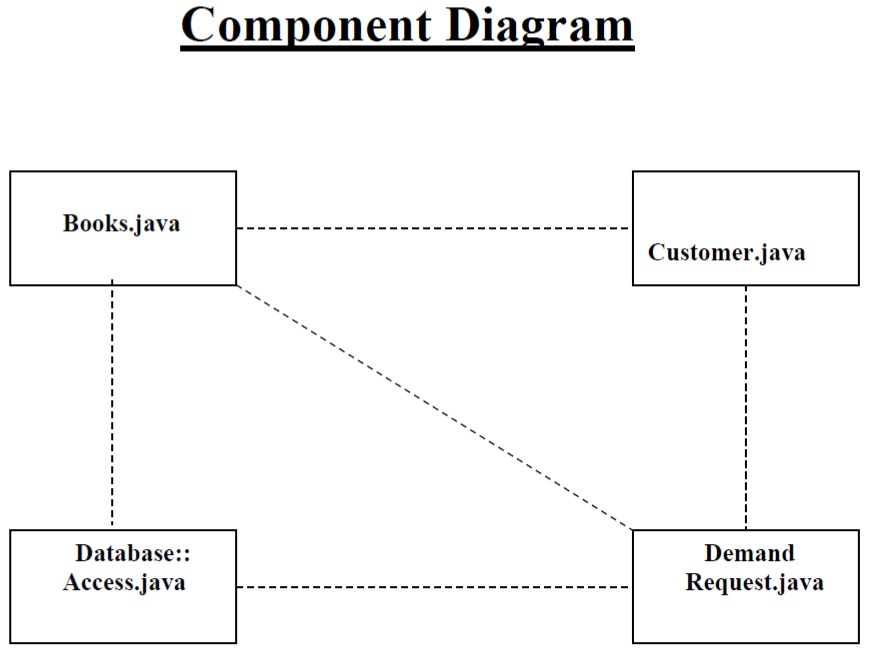 Component Diagram
Books.java
Customer.java
Database::
Access.java
Demand
Request.java